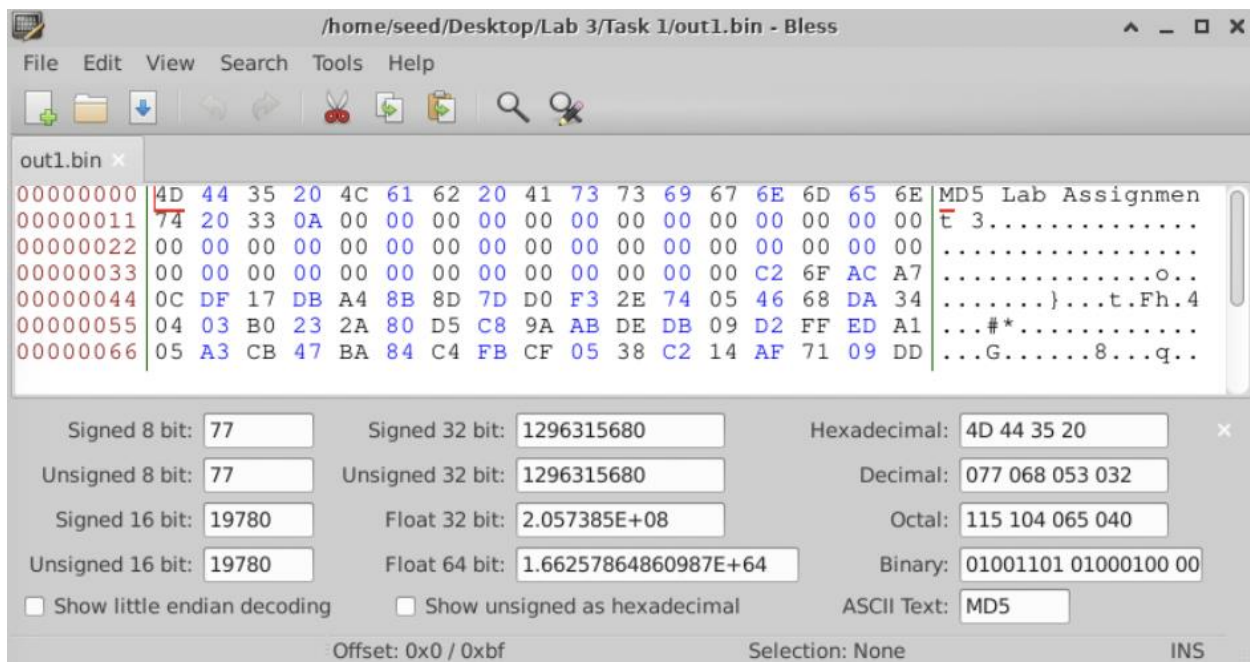 /home/seed/Desktop/Lab 3/Task 1/out1.bin - Bless
File Edit View Search Tools Help
out1.bin ×
00000000 4D 44 35 20 4C 61 62 20 41 73 73 69 67 6E 6D 65 6E MD5 Lab Assignmen
00000011 74 20 33 0A 00 00 00 00 00 00 00 00 00 00 00 00 00 t 3..............
00000022 00 00 00 00 00 00 00 00 00 00 00 00 00 00 00 00 00 .................
00000033 00 00 00 00 00 00 00 00 00 00 00 00 00 C2 6F AC A7 ..............o..
00000044 0C DF 17 DB A4 8B 8D 7D D0 F3 2E 74 05 46 68 DA 34 .......}...t.Fh.4
00000055 04 03 B0 23 2A 80 D5 C8 9A AB DE DB 09 D2 FF ED A1 ...#*............
00000066 05 A3 CB 47 BA 84 C4 FB CF 05 38 C2 14 AF 71 09 DD ...G......8...q..
Signed 8 bit: 77 Signed 32 bit: 1296315680 Hexadecimal: 4D 44 35 20
Unsigned 8 bit: 77 Unsigned 32 bit: 1296315680 Decimal: 077 068 053 032
Signed 16 bit: 19780 Float 32 bit: 2.057385E+08 Octal: 115 104 065 040
Unsigned 16 bit: 19780 Float 64 bit: 1.66257864860987E+64 Binary: 01001101 01000100 00
Show little endian decoding Show unsigned as hexadecimal ASCII Text: MD5
Offset: 0x0 / 0xbf Selection: None INS